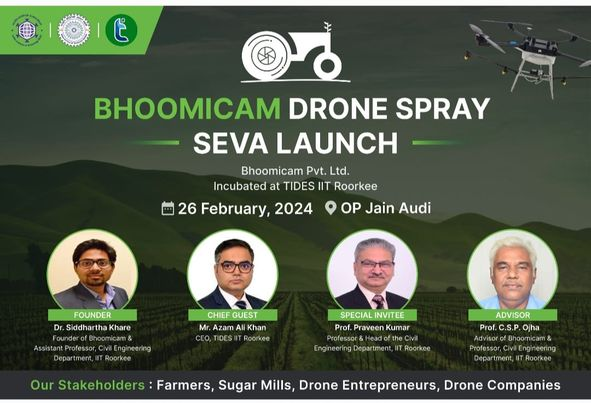 BHOOMICAM DRONE SPRAY
SEVA LAUNCH
Bhoomicam Pvt. Ltd.
Incubated at TIDES IIT Roorkee
26 February, 2024 OP Jain Audi
FOUNDER
Dr. Siddhartha Khare
Founder of Bhoomicam &
Assistant Professor, Civil Engineering
Department, IIT Roorkee
CHIEF GUEST
Mr. Azam Ali Khan
CEO, TIDES IIT Roorkee
SPECIAL INVITEE
Prof. Praveen Kumar
Professor & Head of the Civil
Engineering Department, IIT Roorkee
ADVISOR
Prof. C.S.P. Ojha
Advisor of Bhoomicam &
Professor, Civil Engineering
Department, IIT Roorkee
Our Stakeholders : Farmers, Sugar Mills, Drone Entrepreneurs, Drone Companies